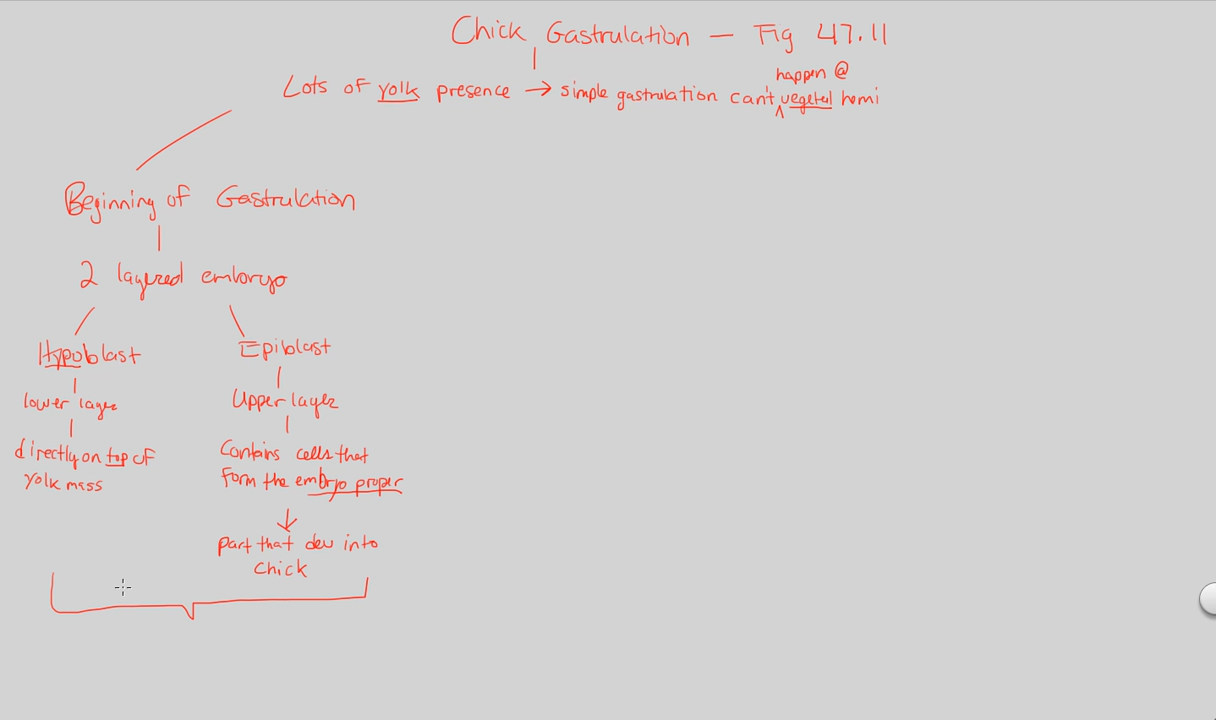 Chick Gastrulation — Fig 47.11
happen @
Lots of yolk presence → simple gastrulation can't ^ vegetal hemi
Beginning of Gastrulation
2 layered embryo
Hypoblast
Epiblast
lower layer
Upper layer
directly on top of
yolk mass
Contains cells that
form the embryo proper
↓
part that dev into
chick